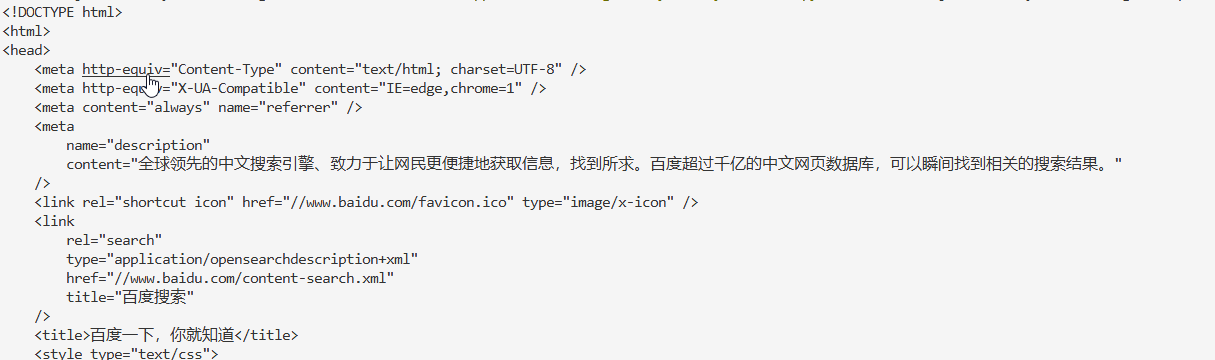 <!DOCTYPE html>
<html>
<head>
    <meta http-equiv="Content-Type" content="text/html; charset=UTF-8" />
    <meta http-equiv="X-UA-Compatible" content="IE=edge,chrome=1" />
    <meta content="always" name="referrer" />
    <meta
        name="description"
        content="全球领先的中文搜索引擎、致力于让网民更便捷地获取信息，找到所求。百度超过千亿的中文网页数据库，可以瞬间找到相关的搜索结果。"
    />
    <link rel="shortcut icon" href="//www.baidu.com/favicon.ico" type="image/x-icon" />
    <link
        rel="search"
        type="application/opensearchdescription+xml"
        href="//www.baidu.com/content-search.xml"
        title="百度搜索"
    />
    <title>百度一下，你就知道</title>
    <style type="text/css">